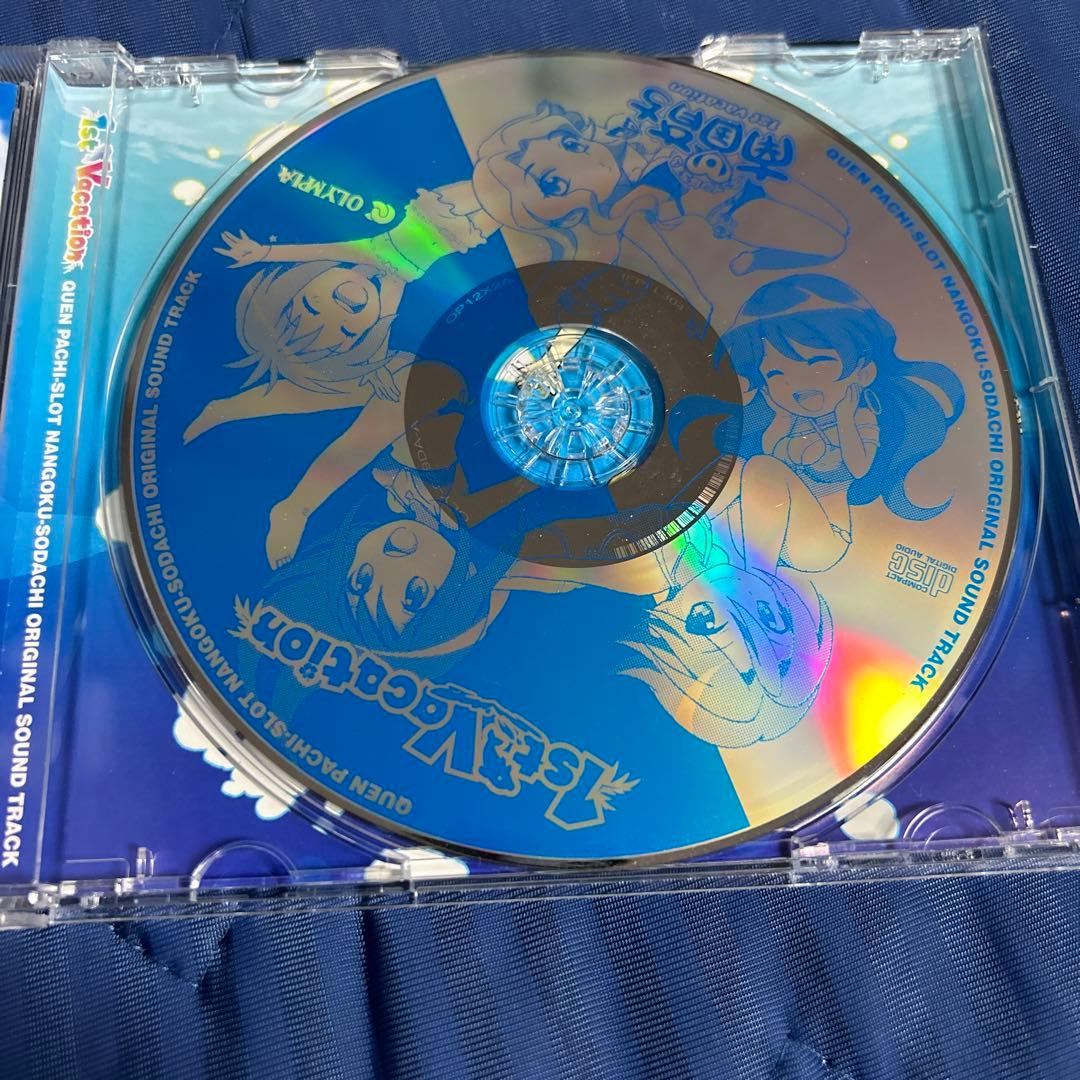 1st Vacation
QUEN PACHI-SLOT NANGOKU-SODACHI ORIGINAL SOUND TRACK
OLYMPIA
南国育ち
1st vacation
QUEN PACHI-SLOT NANGOKU-SODACHI ORIGINAL SOUND TRACK
COMPACT
disc
DIGITAL AUDIO
1st Vacation
QUEN PACHI-SLOT NANGOKU-SODACHI ORIGINAL SOUND TRACK